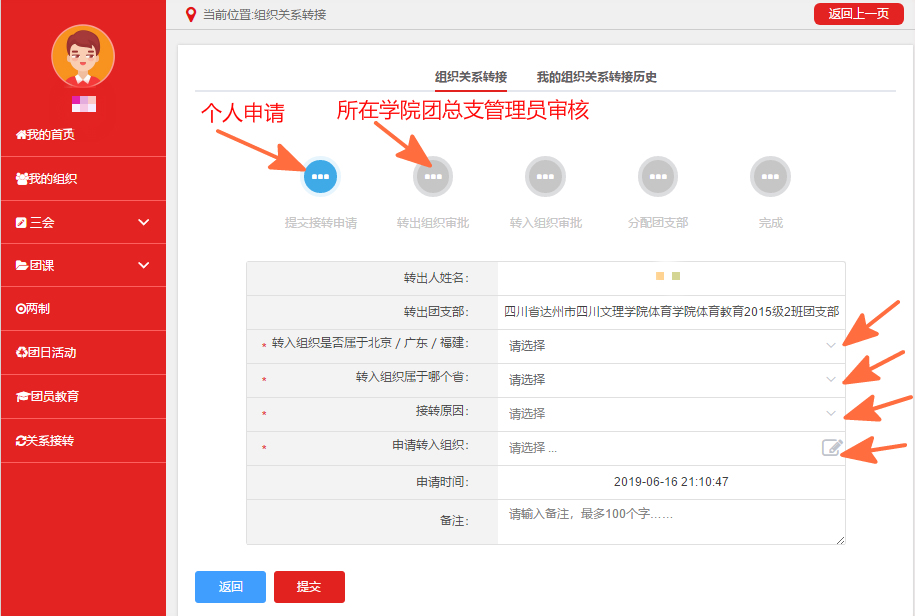 当前位置:组织关系转接
返回上一页
我的首页
我的组织
三会
团课
两制
团日活动
团员教育
关系接转
组织关系转接 我的组织关系转接历史
个人申请 所在学院团总支管理员审核
提交接转申请 转出组织审批 转入组织审批 分配团支部 完成
转出人姓名：
转出团支部： 四川省达州市四川文理学院体育学院体育教育2015级2班团支部
* 转入组织是否属于北京 / 广东 / 福建： 请选择
* 转入组织属于哪个省： 请选择
* 接转原因： 请选择
* 申请转入组织： 请选择 ...
申请时间： 2019-06-16 21:10:47
备注： 请输入备注，最多100个字……
返回 提交